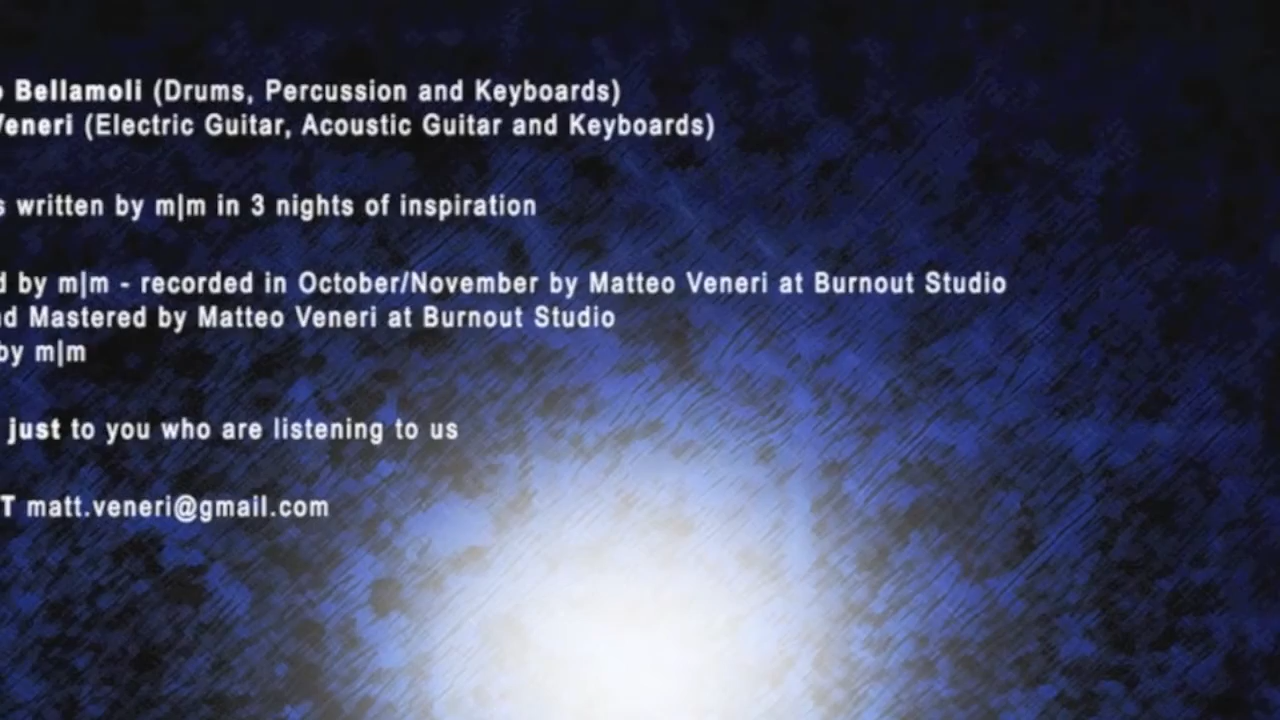 Bellamoli (Drums, Percussion and Keyboards)
Veneri (Electric Guitar, Acoustic Guitar and Keyboards)
written by m|m in 3 nights of inspiration
by m|m - recorded in October/November by Matteo Veneri at Burnout Studio
Mastered by Matteo Veneri at Burnout Studio
by m|m
just to you who are listening to us
matt.veneri@gmail.com